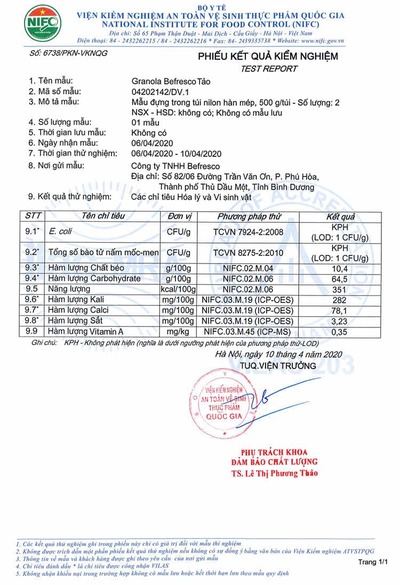 BỘ Y TẾ
VIỆN KIỂM NGHIỆM AN TOÀN VỆ SINH THỰC PHẨM QUỐC GIA
NATIONAL INSTITUTE FOR FOOD CONTROL (NIFC)
Địa chỉ: Số 65 Phạm Thận Duật - Mai Dịch - Cầu Giấy - Hà Nội - Việt Nam
Điện thoại: 84 - 2432262215 / 84 - 2432262216 / Fax: 84 - 2439335738 * Website: http://www.nifc.gov.vn
NIFC
Số: 6738/PKN-VKNQG
PHIẾU KẾT QUẢ KIỂM NGHIỆM
TEST REPORT
1. Tên mẫu: Granola BefrescoTáo
2. Mã số mẫu: 04202142/DV.1
3. Mô tả mẫu: Mẫu đựng trong túi nilon hàn mép, 500 g/túi - Số lượng: 2
NSX - HSD: không có; Không có mẫu lưu
4. Số lượng mẫu: 01 mẫu
5. Thời gian lưu mẫu: Không có
6. Ngày nhận mẫu: 06/04/2020
7. Thời gian thử nghiệm: 06/04/2020 - 10/04/2020
8. Nơi gửi mẫu: Công ty TNHH Befresco
Địa chỉ: Số 82/06 Đường Trần Văn Ơn, P. Phú Hòa,
Thành phố Thủ Dầu Một, Tỉnh Bình Dương
9. Kết quả thử nghiệm: Các chỉ tiêu Hóa lý và Vi sinh vật
STT Tên chỉ tiêu Đơn vị Phương pháp thử Kết quả
9.1* E. coli CFU/g TCVN 7924-2:2008 KPH (LOD: 1 CFU/g)
9.2* Tổng số bào tử nấm mốc-men CFU/g TCVN 8275-2:2010 KPH (LOD: 1 CFU/g)
9.3* Hàm lượng Chất béo g/100g NIFC.02.M.04 10,4
9.4* Hàm lượng Carbohydrate g/100g NIFC.02.M.06 64,5
9.5 Năng lượng kcal/100g NIFC.02.M.06 351
9.6* Hàm lượng Kali mg/100g NIFC.03.M.19 (ICP-OES) 282
9.7* Hàm lượng Calci mg/100g NIFC.03.M.19 (ICP-OES) 78,1
9.8* Hàm lượng Sắt mg/100g NIFC.03.M.19 (ICP-OES) 3,23
9.9 Hàm lượng Vitamin A mg/kg NIFC.03.M.45 (ICP-MS) 0,35
Ghi chú: KPH - Không phát hiện (nghĩa là dưới ngưỡng phát hiện của phương pháp thử-LOD)
Hà Nội, ngày 10 tháng 4 năm 2020
TUQ.VIỆN TRƯỞNG
VIỆN KIỂM NGHIỆM
AN TOÀN VỆ SINH
THỰC PHẨM
QUỐC GIA
PHỤ TRÁCH KHOA
ĐẢM BẢO CHẤT LƯỢNG
TS. Lê Thị Phương Thảo
1. Các kết quả thử nghiệm ghi trong phiếu này chỉ có giá trị đối với mẫu thử nghiệm
2. Không được trích dẫn một phần phiếu kết quả thử nghiệm nếu không có sự đồng ý bằng văn bản của Viện Kiểm nghiệm ATVSTPQG
3. Thông tin về mẫu và khách hàng được ghi theo yêu cầu của nơi gửi mẫu
4. Chỉ tiêu đánh dấu * là chỉ tiêu được công nhận VILAS
5. Không nhận khiếu nại trong trường hợp không có mẫu lưu hoặc hết thời gian lưu mẫu theo quy định
Trang 1/1